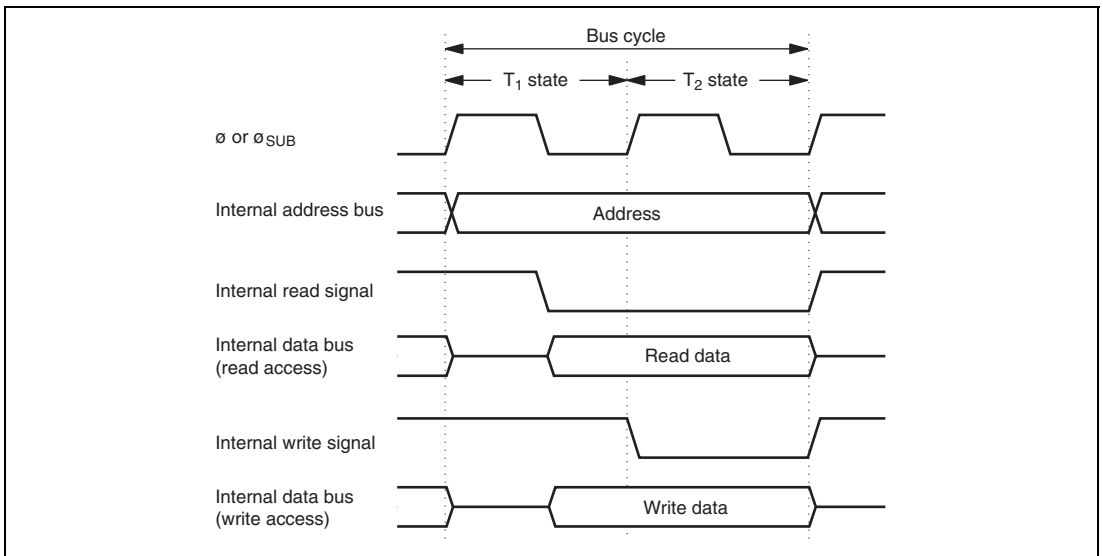 Bus cycle
T₁ state
T₂ state
ø or ø SUB
Internal address bus
Address
Internal read signal
Internal data bus
(read access)
Read data
Internal write signal
Internal data bus
(write access)
Write data